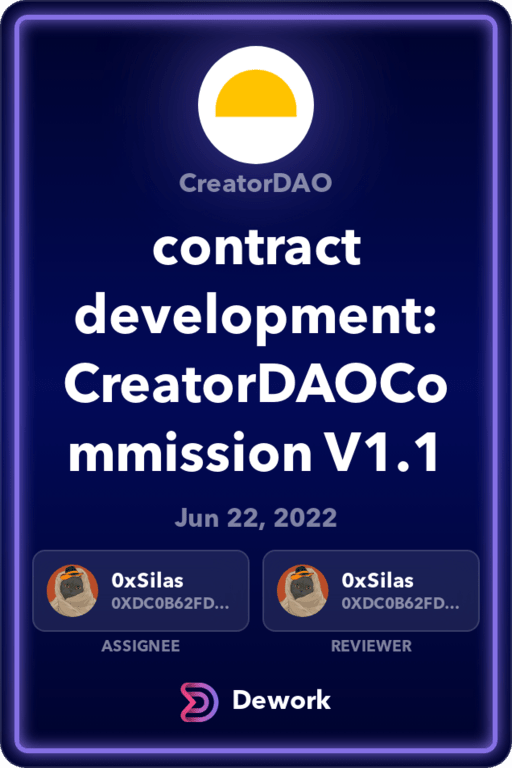 CreatorDAO
contract
development:
CreatorDAOCo
mmission V1.1
Jun 22, 2022
0xSilas
0XDC0B62FD...
ASSIGNEE
0xSilas
0XDC0B62FD...
REVIEWER
Dework